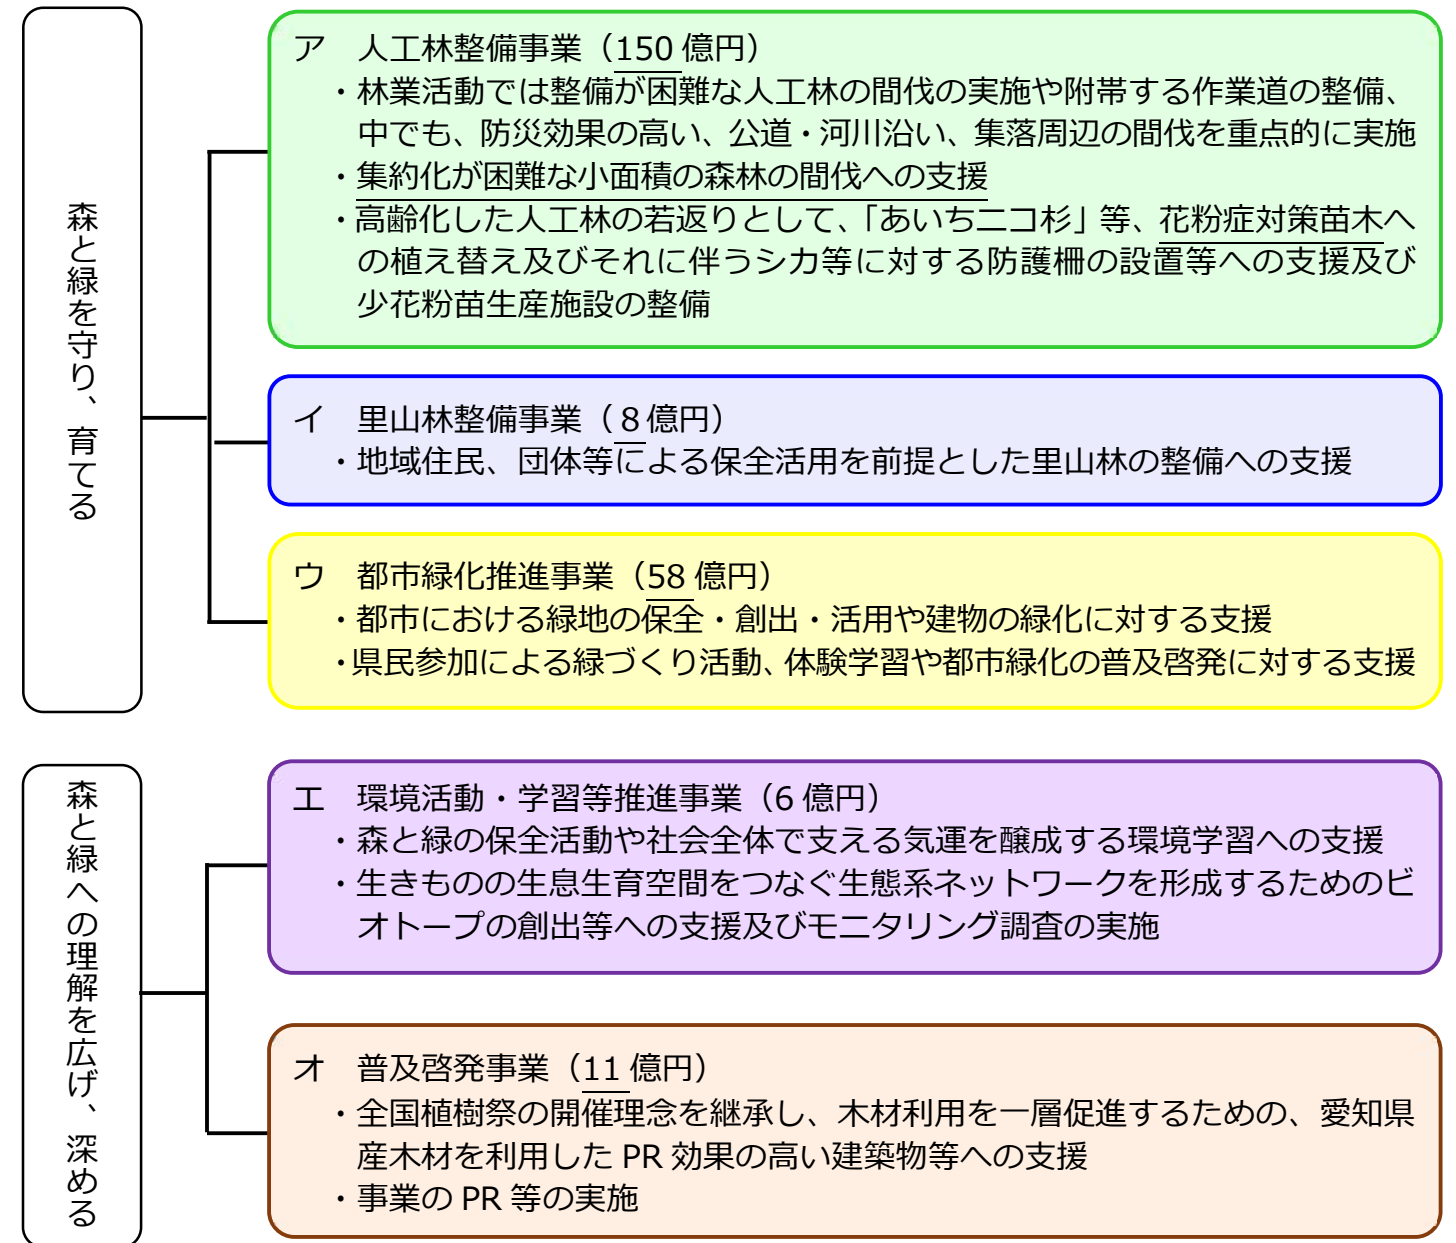 森と緑を守り、育てる
ア　人工林整備事業（150 億円）
・林業活動では整備が困難な人工林の間伐の実施や附帯する作業道の整備、
中でも、防災効果の高い、公道・河川沿い、集落周辺の間伐を重点的に実施
・集約化が困難な小面積の森林の間伐への支援
・高齢化した人工林の若返りとして、「あいちニコ杉」等、花粉症対策苗木へ
の植え替え及びそれに伴うシカ等に対する防護柵の設置等への支援及び
少花粉苗生産施設の整備
イ　里山林整備事業（８億円）
・地域住民、団体等による保全活用を前提とした里山林の整備への支援
ウ　都市緑化推進事業（58 億円）
・都市における緑地の保全・創出・活用や建物の緑化に対する支援
・県民参加による緑づくり活動、体験学習や都市緑化の普及啓発に対する支援
森と緑への理解を広げ、深める
エ　環境活動・学習等推進事業（6 億円）
・森と緑の保全活動や社会全体で支える気運を醸成する環境学習への支援
・生きものの生息生育空間をつなぐ生態系ネットワークを形成するためのビ
オトープの創出等への支援及びモニタリング調査の実施
オ　普及啓発事業（11 億円）
・全国植樹祭の開催理念を継承し、木材利用を一層促進するための、愛知県
産木材を利用した PR 効果の高い建築物等への支援
・事業の PR 等の実施